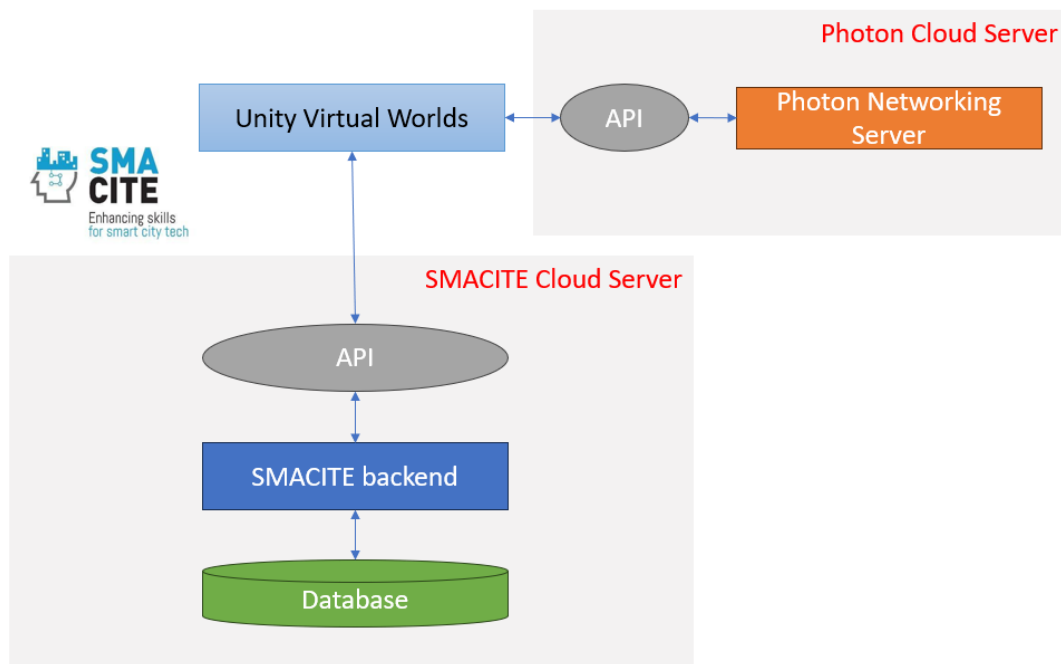 Photon Cloud Server
Unity Virtual Worlds
API
Photon Networking
Server
SMA
CITE
Enhancing skills
for smart city tech
SMACITE Cloud Server
API
SMACITE backend
Database